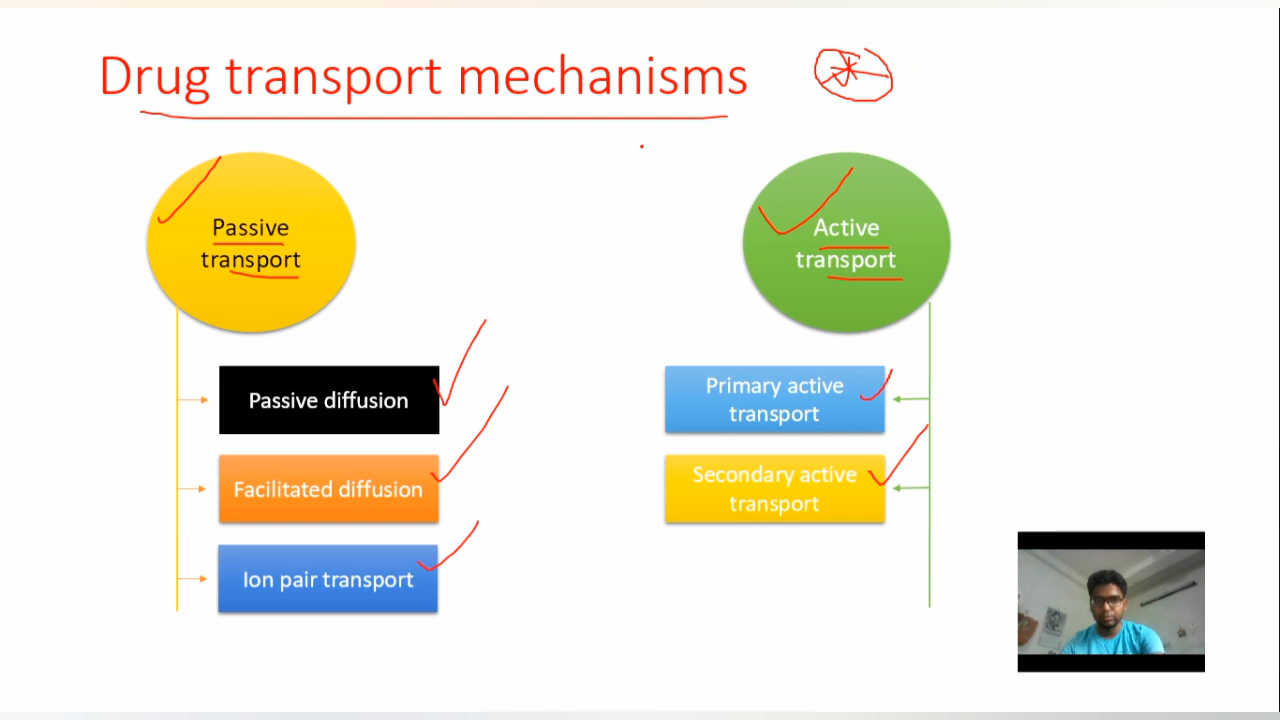 Drug transport mechanisms
Passive
transport
Active
transport
Passive diffusion
Facilitated diffusion
Ion pair transport
Primary active
transport
Secondary active
transport